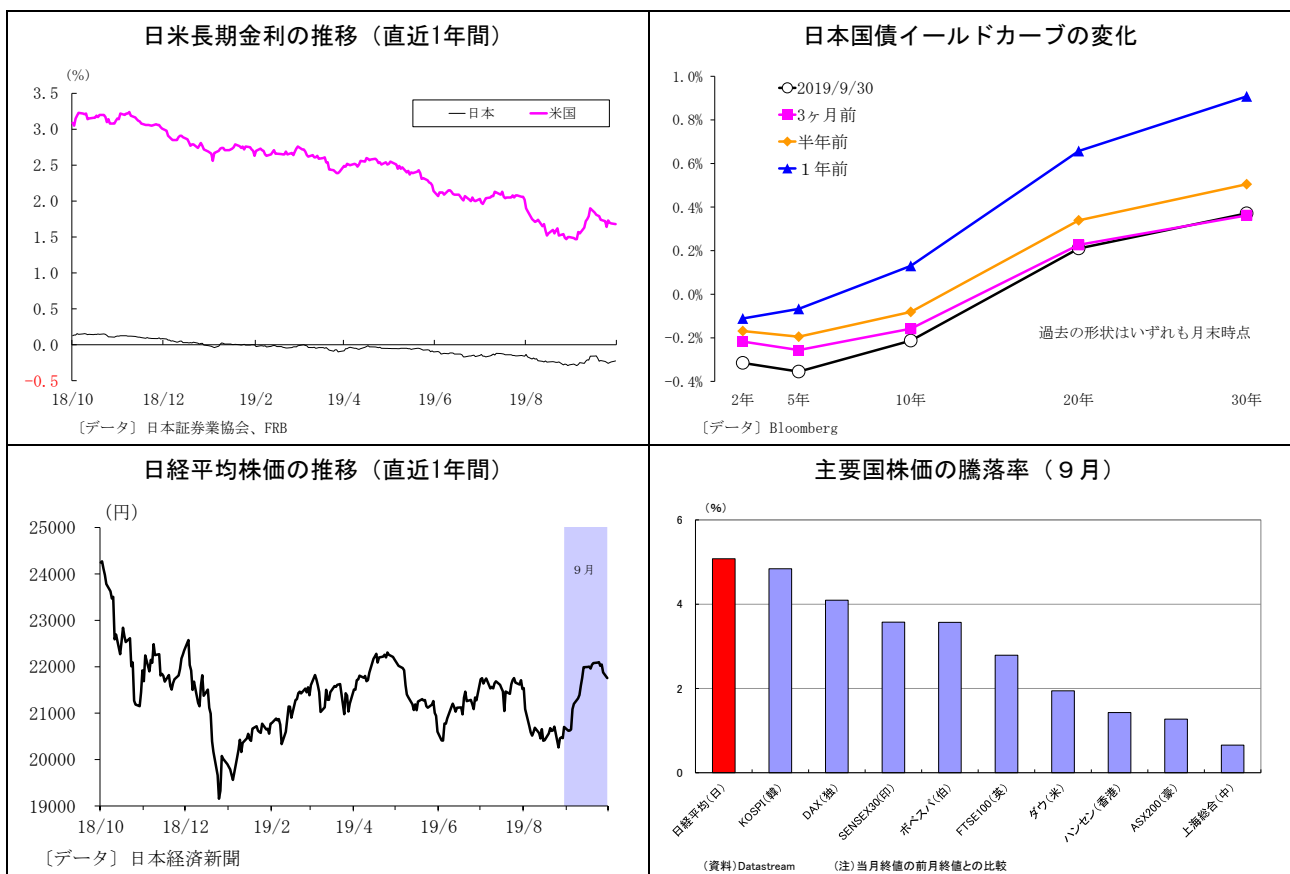 日米長期金利の推移（直近1年間）
(%)
3.5
3.0
2.5
2.0
1.5
1.0
0.5
0.0
-0.5
日本
米国
18/10 18/12 19/2 19/4 19/6 19/8
〔データ〕日本証券業協会、FRB
日本国債イールドカーブの変化
1.0%
0.8%
0.6%
0.4%
0.2%
0.0%
-0.2%
-0.4%
2019/9/30
3ヶ月前
半年前
１年前
過去の形状はいずれも月末時点
2年 5年 10年 20年 30年
〔データ〕Bloomberg
日経平均株価の推移（直近1年間）
(円)
25000
24000
23000
22000
21000
20000
19000
９月
18/10 18/12 19/2 19/4 19/6 19/8
〔データ〕日本経済新聞
主要国株価の騰落率（９月）
(%)
6
4
2
0
日経平均(日)
KOSPI(韓)
DAX(独)
SENSEX30(印)
ボベスパ(伯)
FTSE100(英)
ダウ(米)
ハンセン(香港)
ASX200(豪)
上海総合(中)
(資料)Datastream (注)当月終値の前月終値との比較